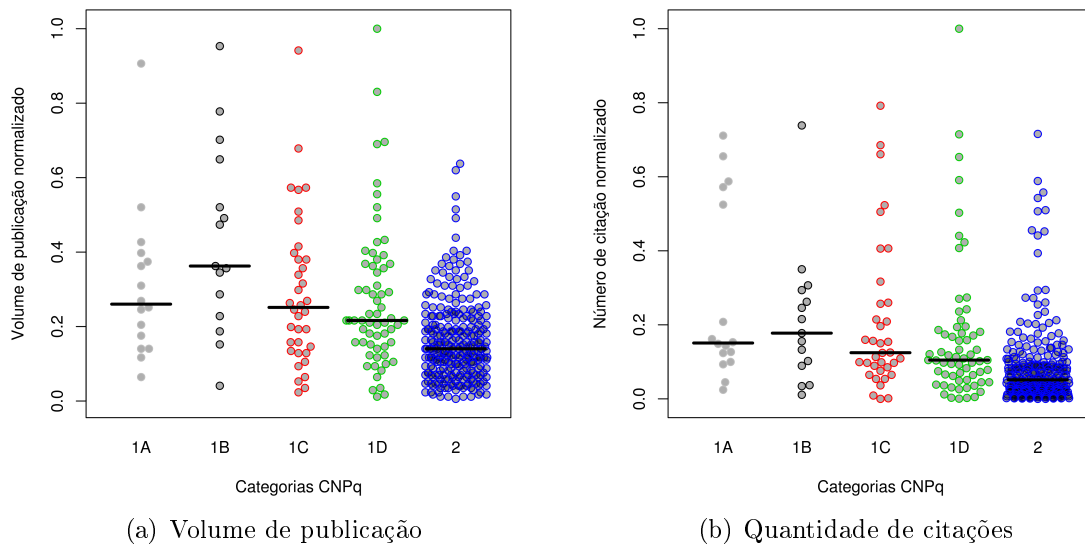 Volume de publicação normalizado
1.0
0.8
0.6
0.4
0.2
0.0
1A 1B 1C 1D 2
Categorias CNPq
(a) Volume de publicação
Número de citação normalizado
1.0
0.8
0.6
0.4
0.2
0.0
1A 1B 1C 1D 2
Categorias CNPq
(b) Quantidade de citações